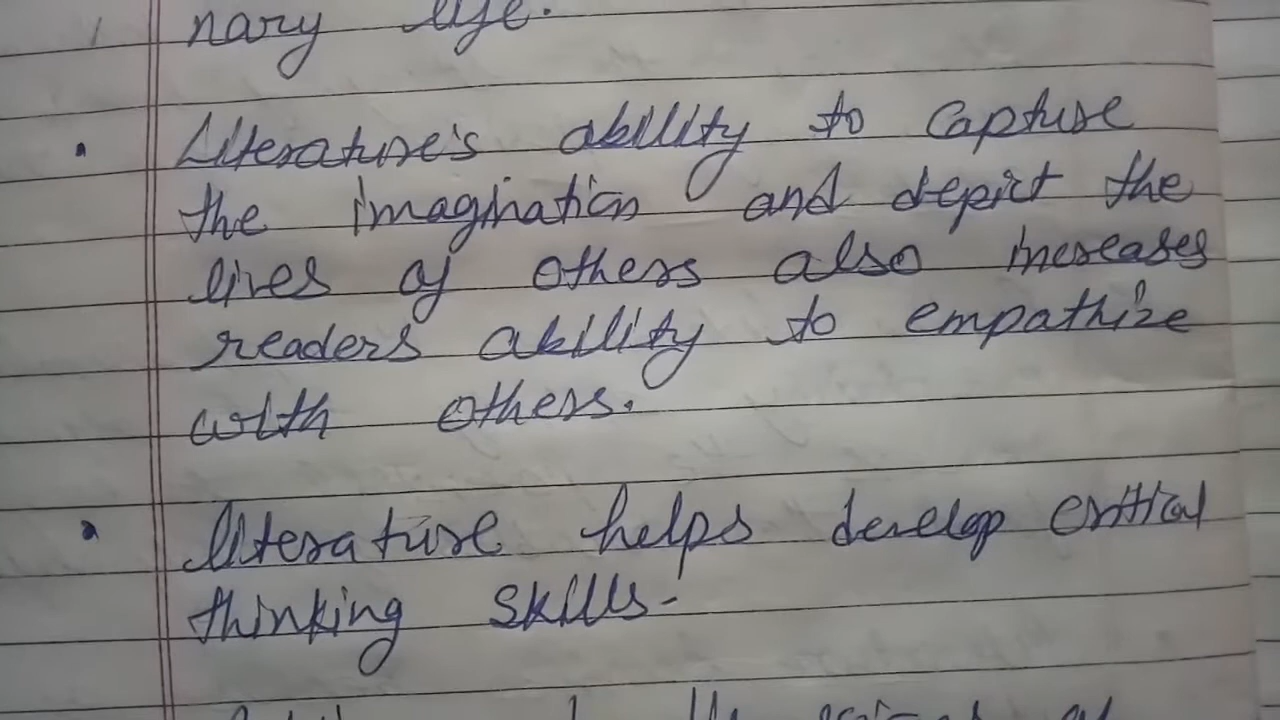 nary life.
• Literature's ability to capture
the imagination and depict the
lives of others also increases
readers ability to empathize
with others.
• literature helps develop critical
thinking skills.